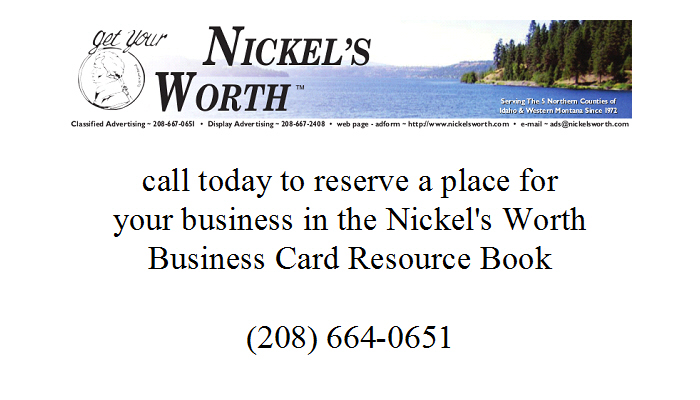 get your
NICKEL'S
WORTH ™
Serving The 5 Northern Counties of
Idaho & Western Montana Since 1972
Classified Advertising ~ 208-667-0651 • Display Advertising ~ 208-667-2408 • web page - adform ~ http://www.nickelsworth.com • e-mail ~ ads@nickelsworth.com
call today to reserve a place for
your business in the Nickel's Worth
Business Card Resource Book
(208) 664-0651